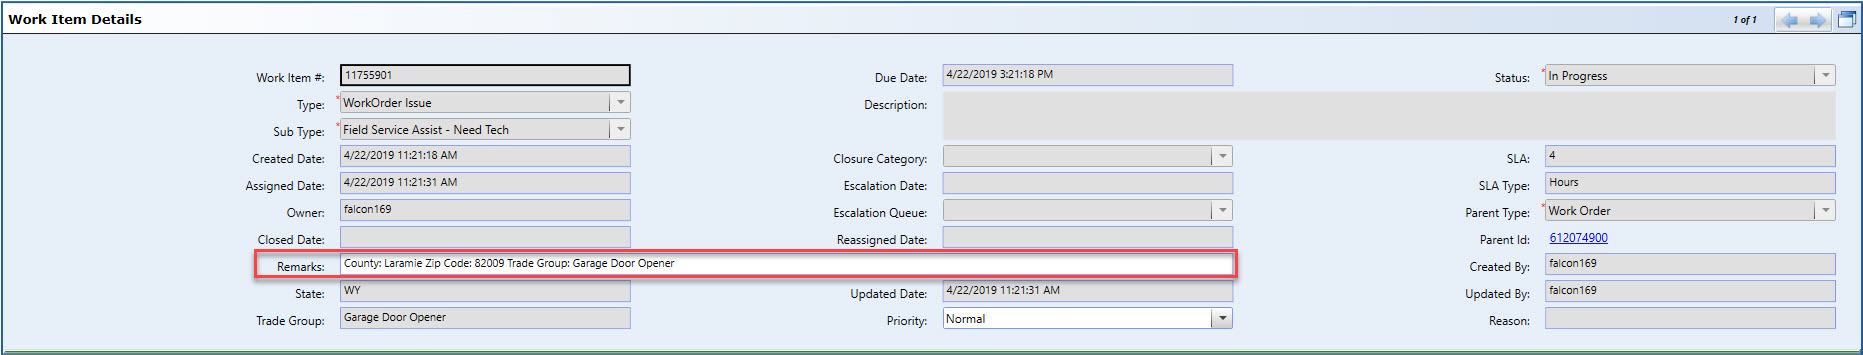 Work Item Details
1 of 1
Work Item #: 11755901 Due Date: 4/22/2019 3:21:18 PM Status: * In Progress
Type: * WorkOrder Issue Description:
Sub Type: * Field Service Assist - Need Tech
Created Date: 4/22/2019 11:21:18 AM Closure Category: SLA: 4
Assigned Date: 4/22/2019 11:21:31 AM Escalation Date: SLA Type: Hours
Owner: falcon169 Escalation Queue: Parent Type: * Work Order
Closed Date: Reassigned Date: Parent Id: 612074900
Remarks: County: Laramie Zip Code: 82009 Trade Group: Garage Door Opener Created By: falcon169
State: WY Updated Date: 4/22/2019 11:21:31 AM Updated By: falcon169
Trade Group: Garage Door Opener Priority: Normal Reason: